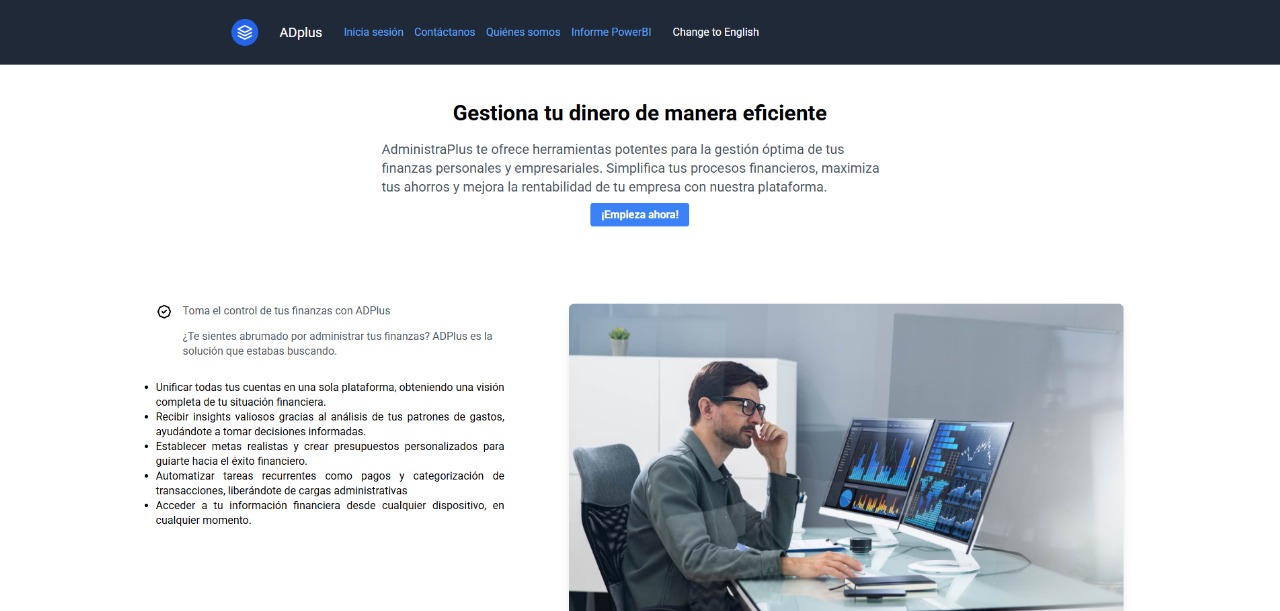 ADplus
Inicia sesión
Contáctanos
Quiénes somos
Informe PowerBI
Change to English
Gestiona tu dinero de manera eficiente
AdministraPlus te ofrece herramientas potentes para la gestión óptima de tus
finanzas personales y empresariales. Simplifica tus procesos financieros, maximiza
tus ahorros y mejora la rentabilidad de tu empresa con nuestra plataforma.
¡Empieza ahora!
Toma el control de tus finanzas con ADPlus
¿Te sientes abrumado por administrar tus finanzas? ADPlus es la
solución que estabas buscando.
Unificar todas tus cuentas en una sola plataforma, obteniendo una visión
completa de tu situación financiera.
Recibir insights valiosos gracias al análisis de tus patrones de gastos,
ayudándote a tomar decisiones informadas.
Establecer metas realistas y crear presupuestos personalizados para
guiarte hacia el éxito financiero.
Automatizar tareas recurrentes como pagos y categorización de
transacciones, liberándote de cargas administrativas
Acceder a tu información financiera desde cualquier dispositivo, en
cualquier momento.